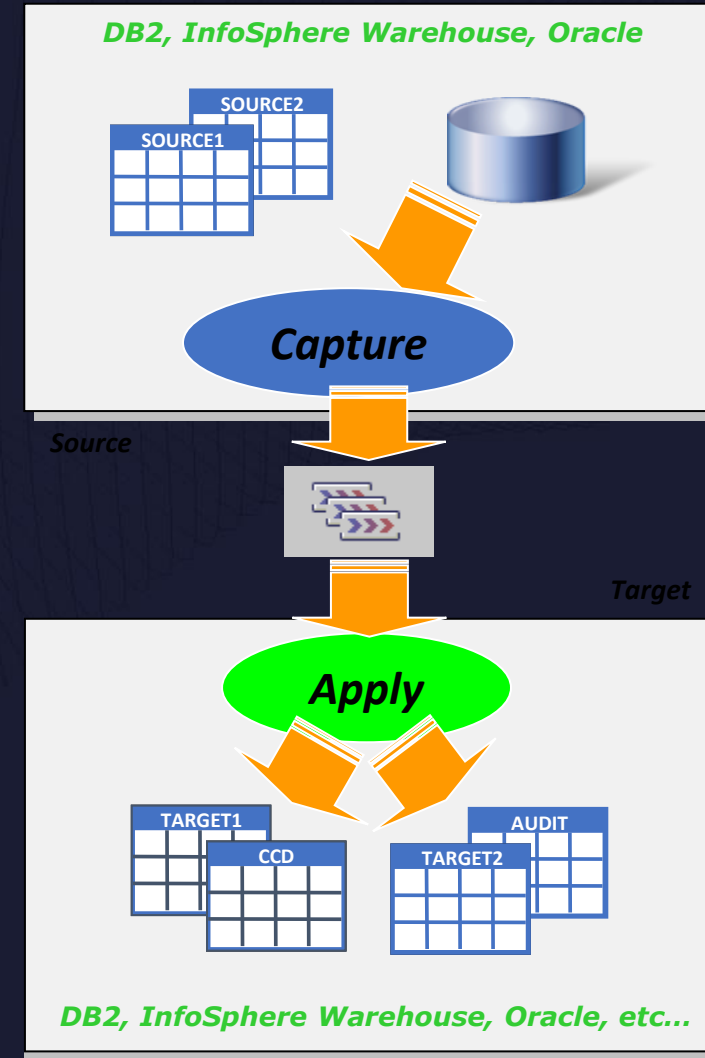 DB2, InfoSphere Warehouse, Oracle
SOURCE2
SOURCE1
Capture
Source
Target
Apply
TARGET1
AUDIT
CCD
TARGET2
DB2, InfoSphere Warehouse, Oracle, etc…